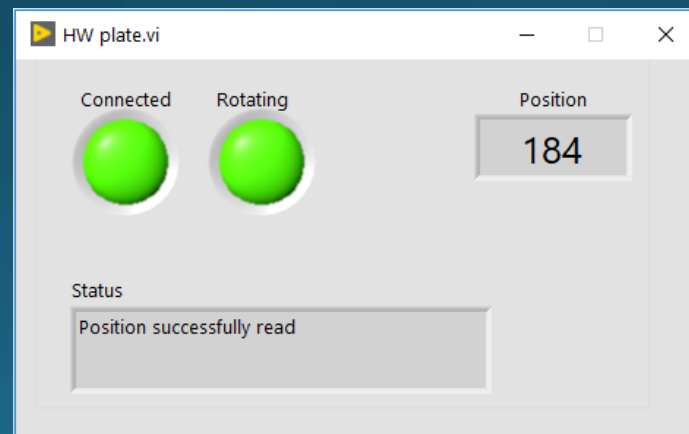 HW plate.vi
Connected Rotating Position
184
Status
Position successfully read